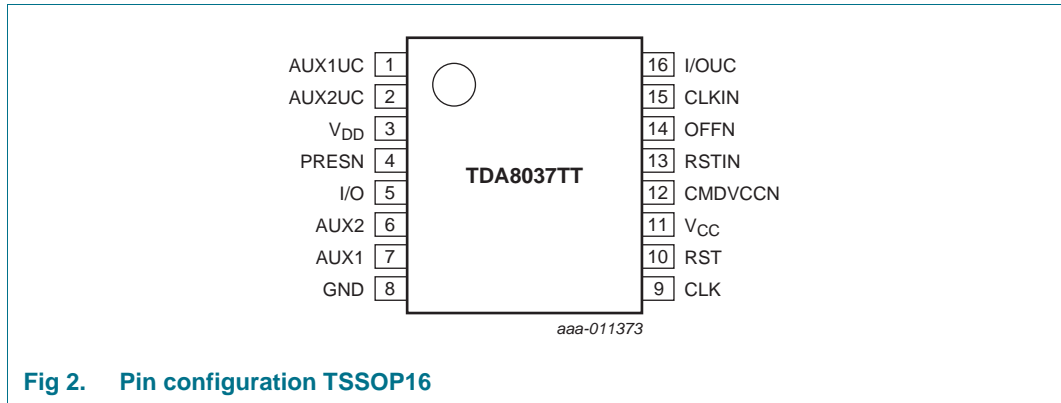 AUX1UC 1
AUX2UC 2
VDD 3
PRESN 4
I/O 5
AUX2 6
AUX1 7
GND 8
TDA8037TT
16 I/OUC
15 CLKIN
14 OFFN
13 RSTIN
12 CMDVCCN
11 VCC
10 RST
9 CLK
aaa-011373
Fig 2. Pin configuration TSSOP16